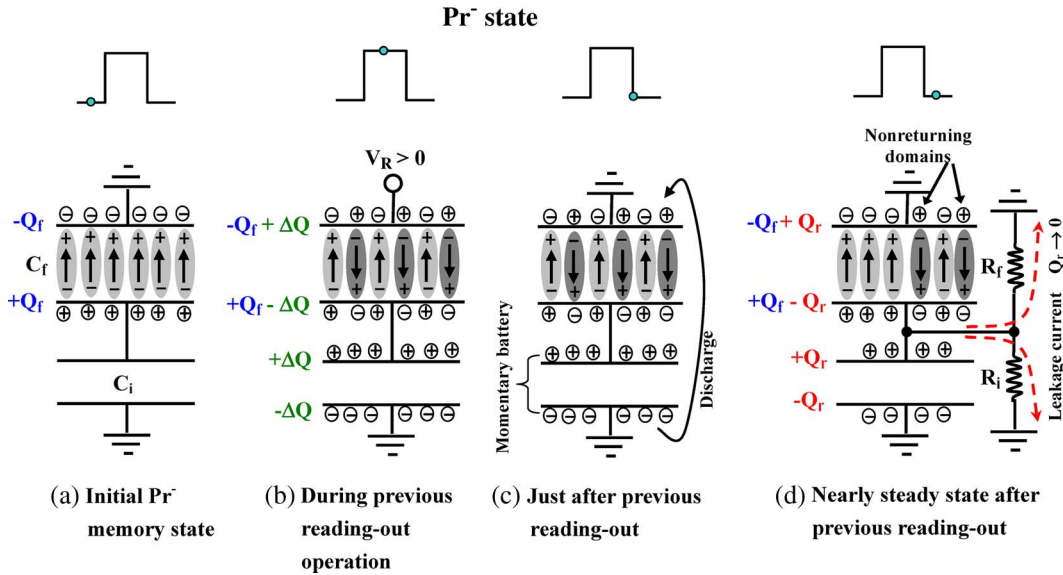 Pr⁻ state
V_R > 0
Nonreturning
domains
-Q_f
C_f
+Q_f
C_i
-Q_f + ΔQ
+Q_f - ΔQ
+ΔQ
-ΔQ
Momentary battery
Discharge
-Q_f + Q_r
+Q_f - Q_r
+Q_r
-Q_r
R_f
R_i
Q_r → 0
Leakage current
(a) Initial Pr⁻
memory state
(b) During previous
reading-out
operation
(c) Just after previous
reading-out
(d) Nearly steady state after
previous reading-out